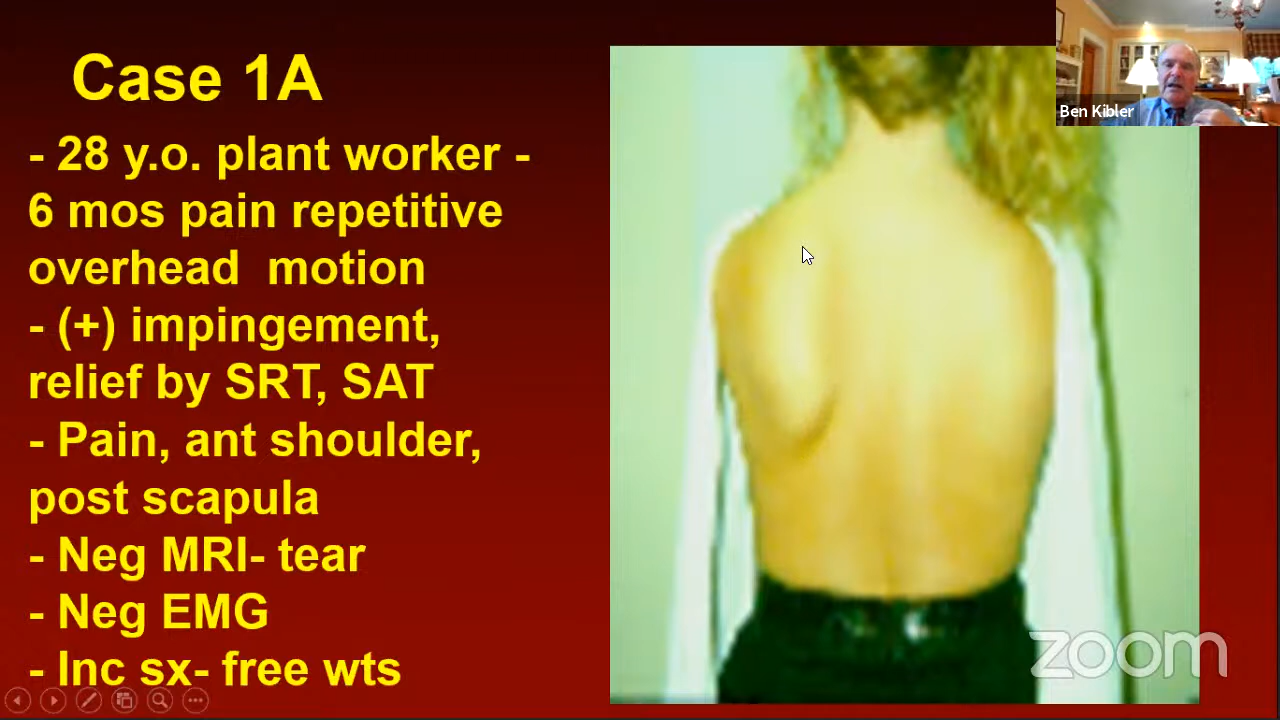 Case 1A
- 28 y.o. plant worker -
6 mos pain repetitive
overhead motion
- (+) impingement,
relief by SRT, SAT
- Pain, ant shoulder,
post scapula
- Neg MRI- tear
- Neg EMG
- Inc sx- free wts
Ben Kibler
zoom